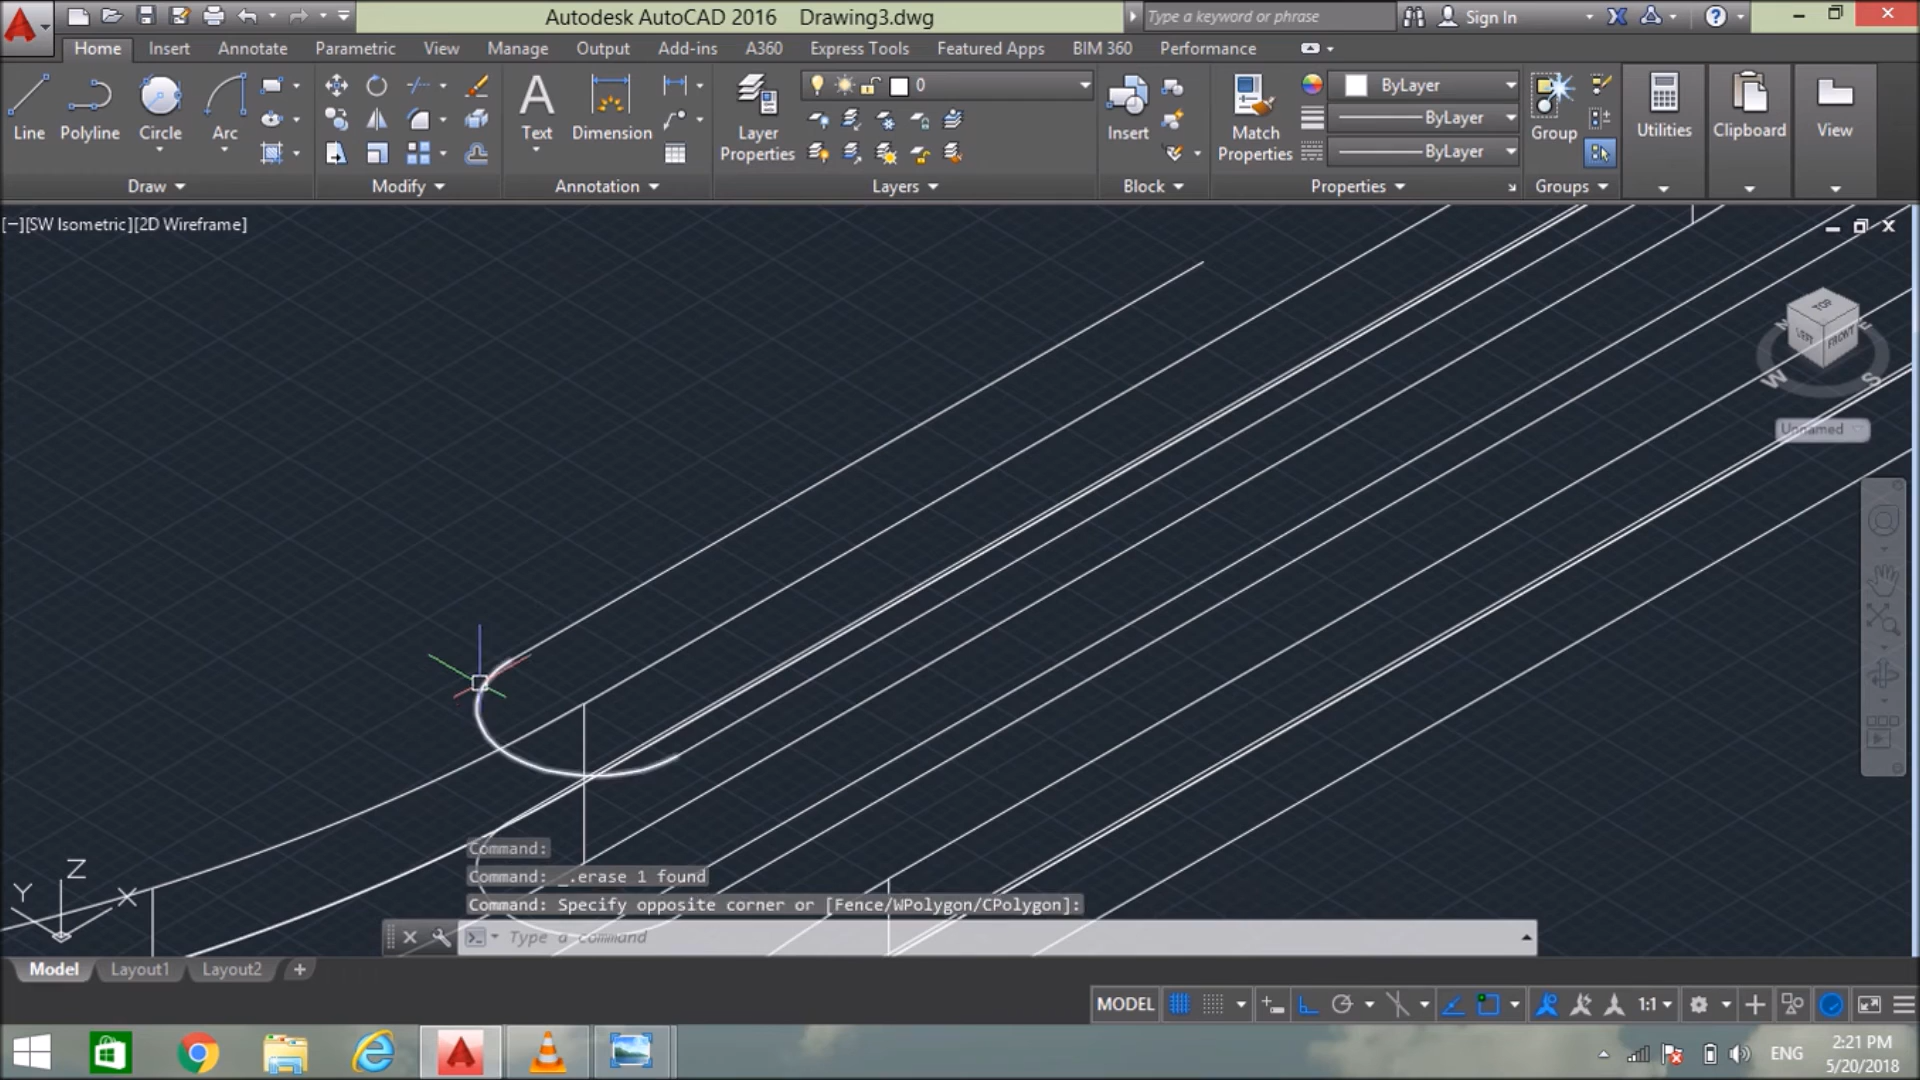 Autodesk AutoCAD 2016 Drawing3.dwg
Type a keyword or phrase
Sign In
Home Insert Annotate Parametric View Manage Output Add-ins A360 Express Tools Featured Apps BIM 360 Performance
Line Polyline Circle Arc
Text Dimension
Layer Properties
0
Insert
Match Properties
ByLayer
ByLayer
ByLayer
Group
Utilities
Clipboard
View
Draw Modify Annotation Layers Block Properties Groups
[−][SW Isometric][2D Wireframe]
TOP
LEFT FRONT
N E
W S
Unnamed
Command:
Command: _.erase 1 found
Command: Specify opposite corner or [Fence/WPolygon/CPolygon]:
Type a command
Z
Y X
Model Layout1 Layout2 +
MODEL 1:1
2:21 PM
ENG
5/20/2018